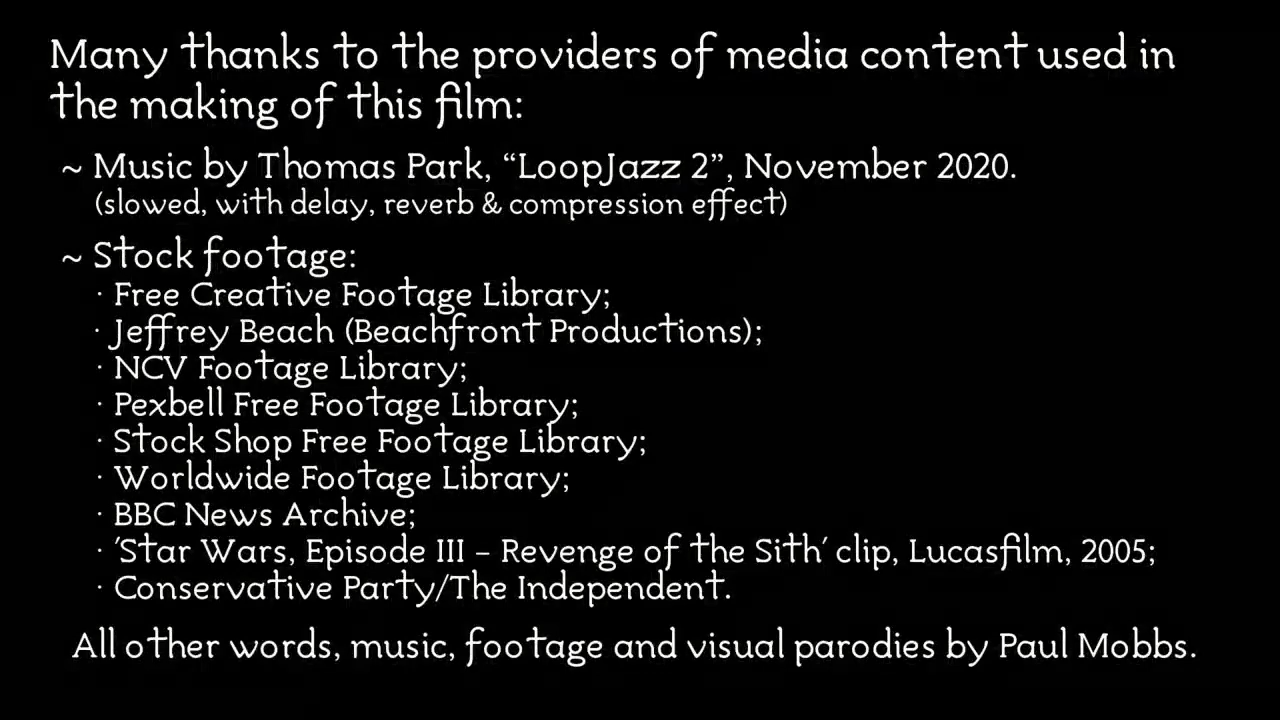 Many thanks to the providers of media content used in
the making of this film:
~ Music by Thomas Park, “LoopJazz 2”, November 2020.
(slowed, with delay, reverb & compression effect)
~ Stock footage:
· Free Creative Footage Library;
· Jeffrey Beach (Beachfront Productions);
· NCV Footage Library;
· Pexbell Free Footage Library;
· Stock Shop Free Footage Library;
· Worldwide Footage Library;
· BBC News Archive;
· 'Star Wars, Episode III – Revenge of the Sith' clip, Lucasfilm, 2005;
· Conservative Party/The Independent.
All other words, music, footage and visual parodies by Paul Mobbs.